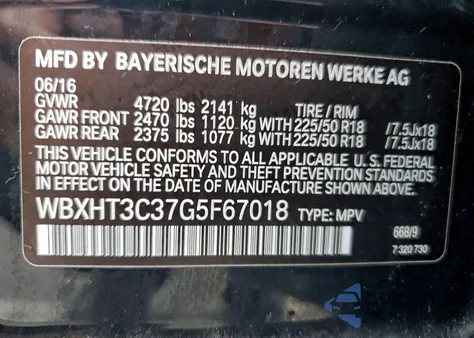 MFD BY BAYERISCHE MOTOREN WERKE AG
06/16
GVWR 4720 lbs 2141 kg TIRE / RIM
GAWR FRONT 2470 lbs 1120 kg WITH 225/50 R18 /7.5Jx18
GAWR REAR 2375 lbs 1077 kg WITH 225/50 R18 /7.5Jx18
THIS VEHICLE CONFORMS TO ALL APPLICABLE U.S. FEDERAL
MOTOR VEHICLE SAFETY AND THEFT PREVENTION STANDARDS
IN EFFECT ON THE DATE OF MANUFACTURE SHOWN ABOVE.
WBXHT3C37G5F67018 TYPE: MPV
668/9
7 320 730